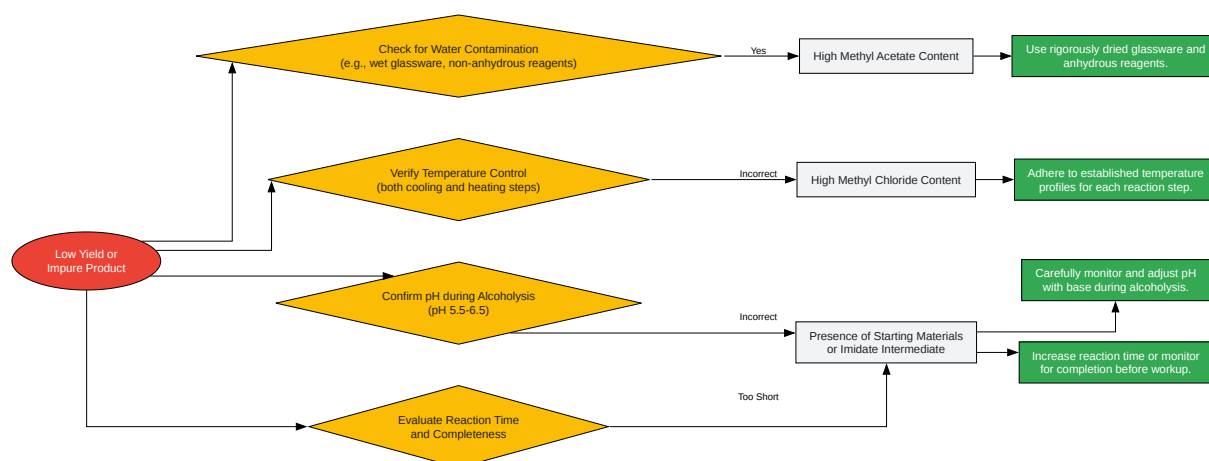 Check for Water Contamination
(e.g., wet glassware, non-anhydrous reagents)
Yes
High Methyl Acetate Content
Use rigorously dried glassware and
anhydrous reagents.
Verify Temperature Control
(both cooling and heating steps)
Incorrect
High Methyl Chloride Content
Adhere to established temperature
profiles for each reaction step.
Low Yield or
Impure Product
Confirm pH during Alcoholysis
(pH 5.5-6.5)
Incorrect
Presence of Starting Materials
or Imidate Intermediate
Carefully monitor and adjust pH
with base during alcoholysis.
Increase reaction time or monitor
for completion before workup.
Evaluate Reaction Time
and Completeness
Too Short